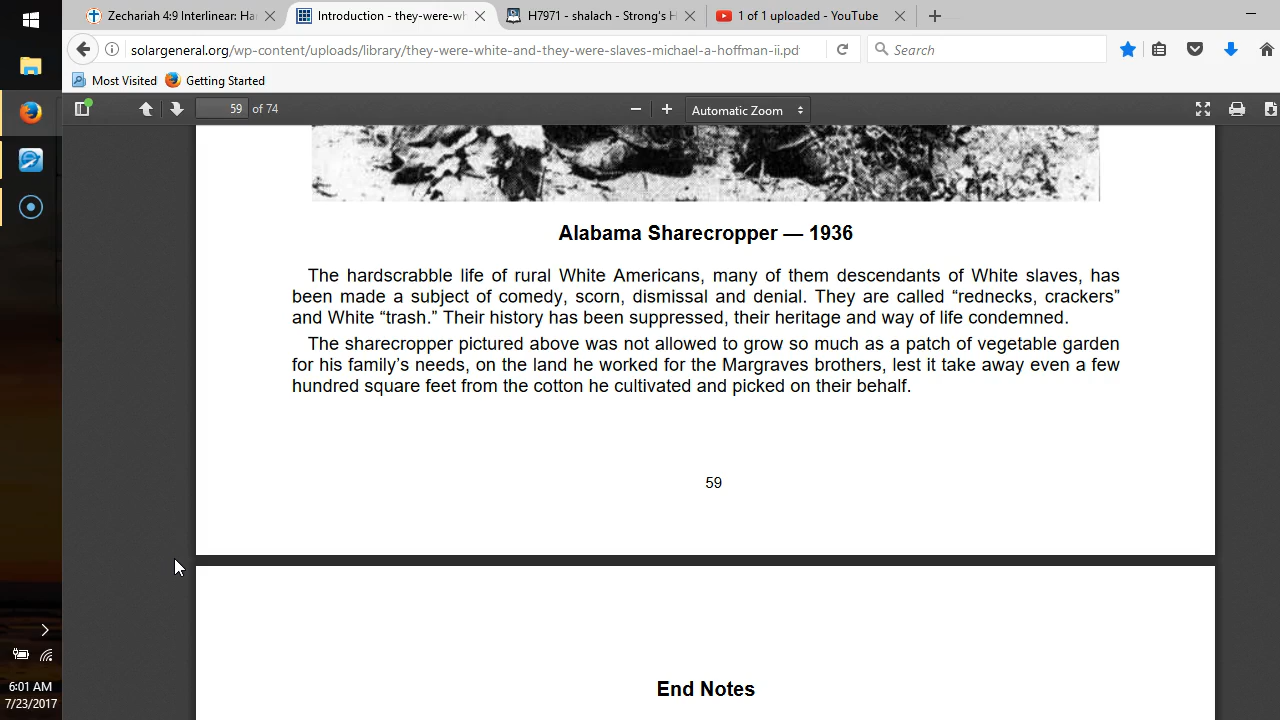 Zechariah 4:9 Interlinear: Ha
Introduction - they-were-wh
H7971 - shalach - Strong's H
1 of 1 uploaded - YouTube
solargeneral.org/wp-content/uploads/library/they-were-white-and-they-were-slaves-michael-a-hoffman-ii.pd
Search
Most Visited
Getting Started
59 of 74
Automatic Zoom
Alabama Sharecropper — 1936
The hardscrabble life of rural White Americans, many of them descendants of White slaves, has
been made a subject of comedy, scorn, dismissal and denial. They are called “rednecks, crackers”
and White “trash.” Their history has been suppressed, their heritage and way of life condemned.
The sharecropper pictured above was not allowed to grow so much as a patch of vegetable garden
for his family’s needs, on the land he worked for the Margraves brothers, lest it take away even a few
hundred square feet from the cotton he cultivated and picked on their behalf.
59
End Notes
6:01 AM
7/23/2017